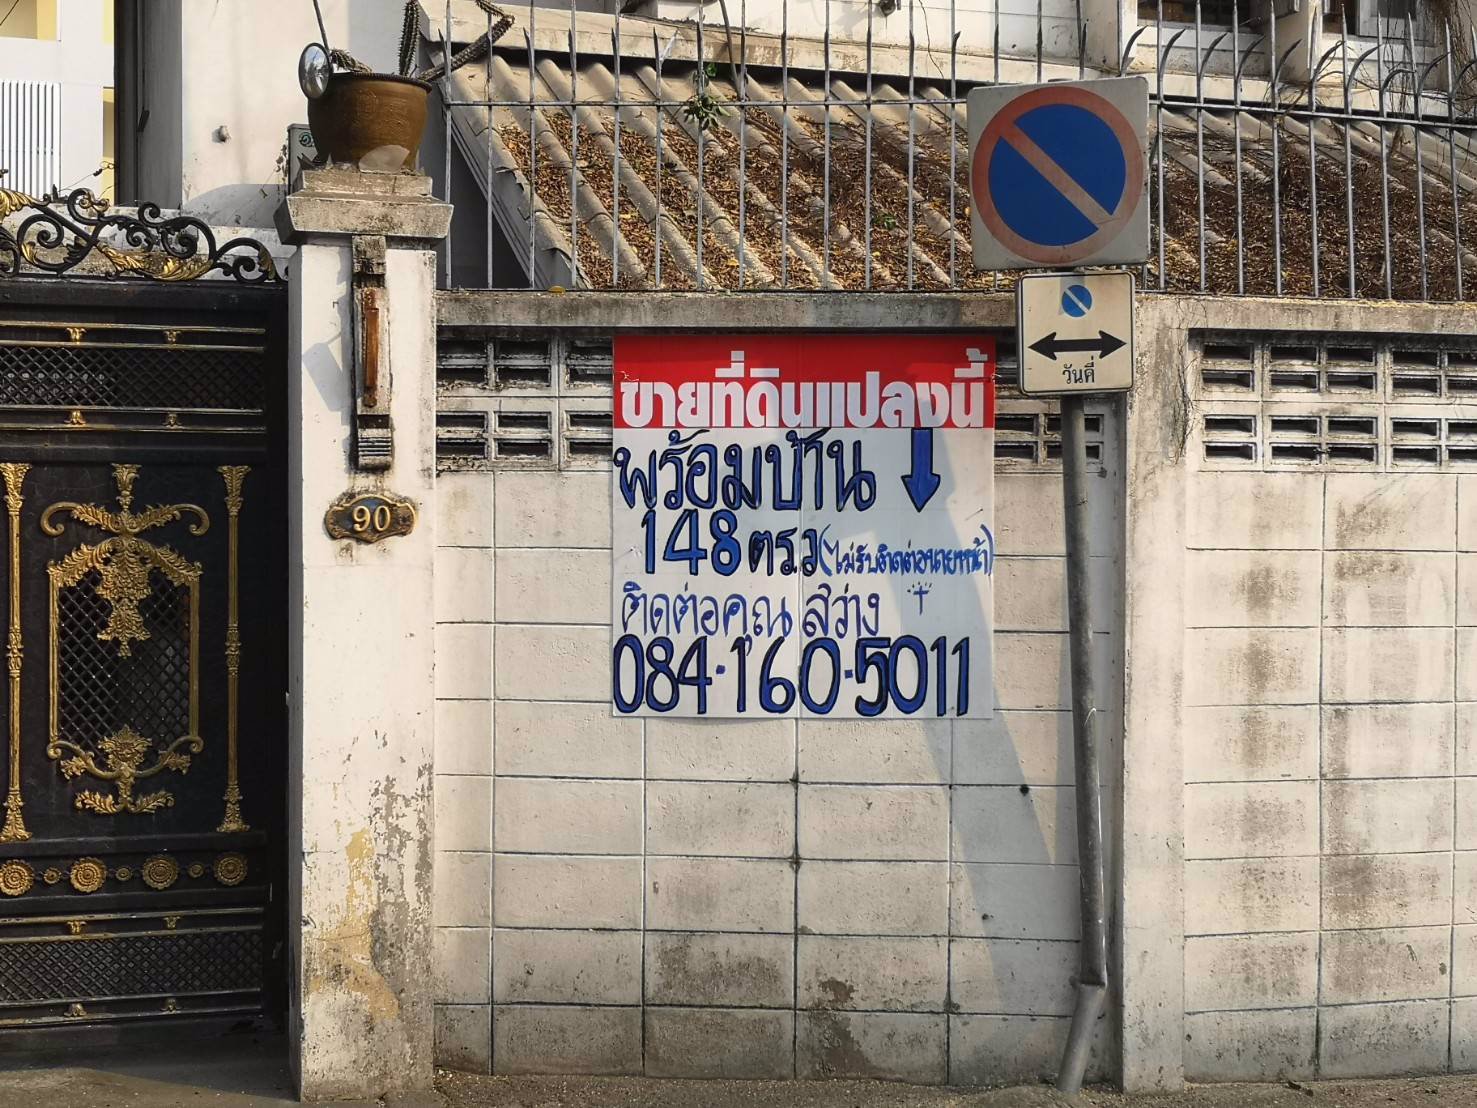 ขายที่ดินแปลงนี้
พร้อมบ้าน
148 ตรว (ไม่รับติดต่อนายหน้า)
ติดต่อคุณ สว่าง
084-160-5011
วันคี่
90